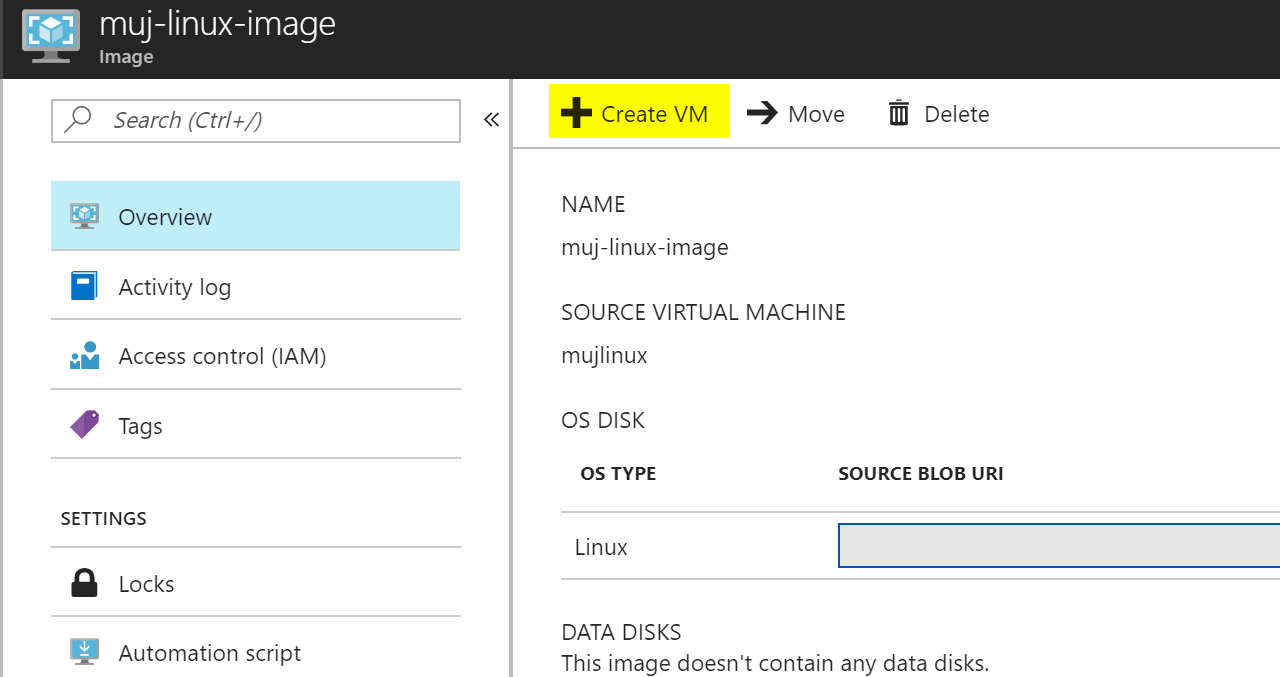 muj-linux-image
Image
Search (Ctrl+/)
«
Overview
Activity log
Access control (IAM)
Tags
SETTINGS
Locks
Automation script
Create VM
Move
Delete
NAME
muj-linux-image
SOURCE VIRTUAL MACHINE
mujlinux
OS DISK
OS TYPE
SOURCE BLOB URI
Linux
DATA DISKS
This image doesn't contain any data disks.